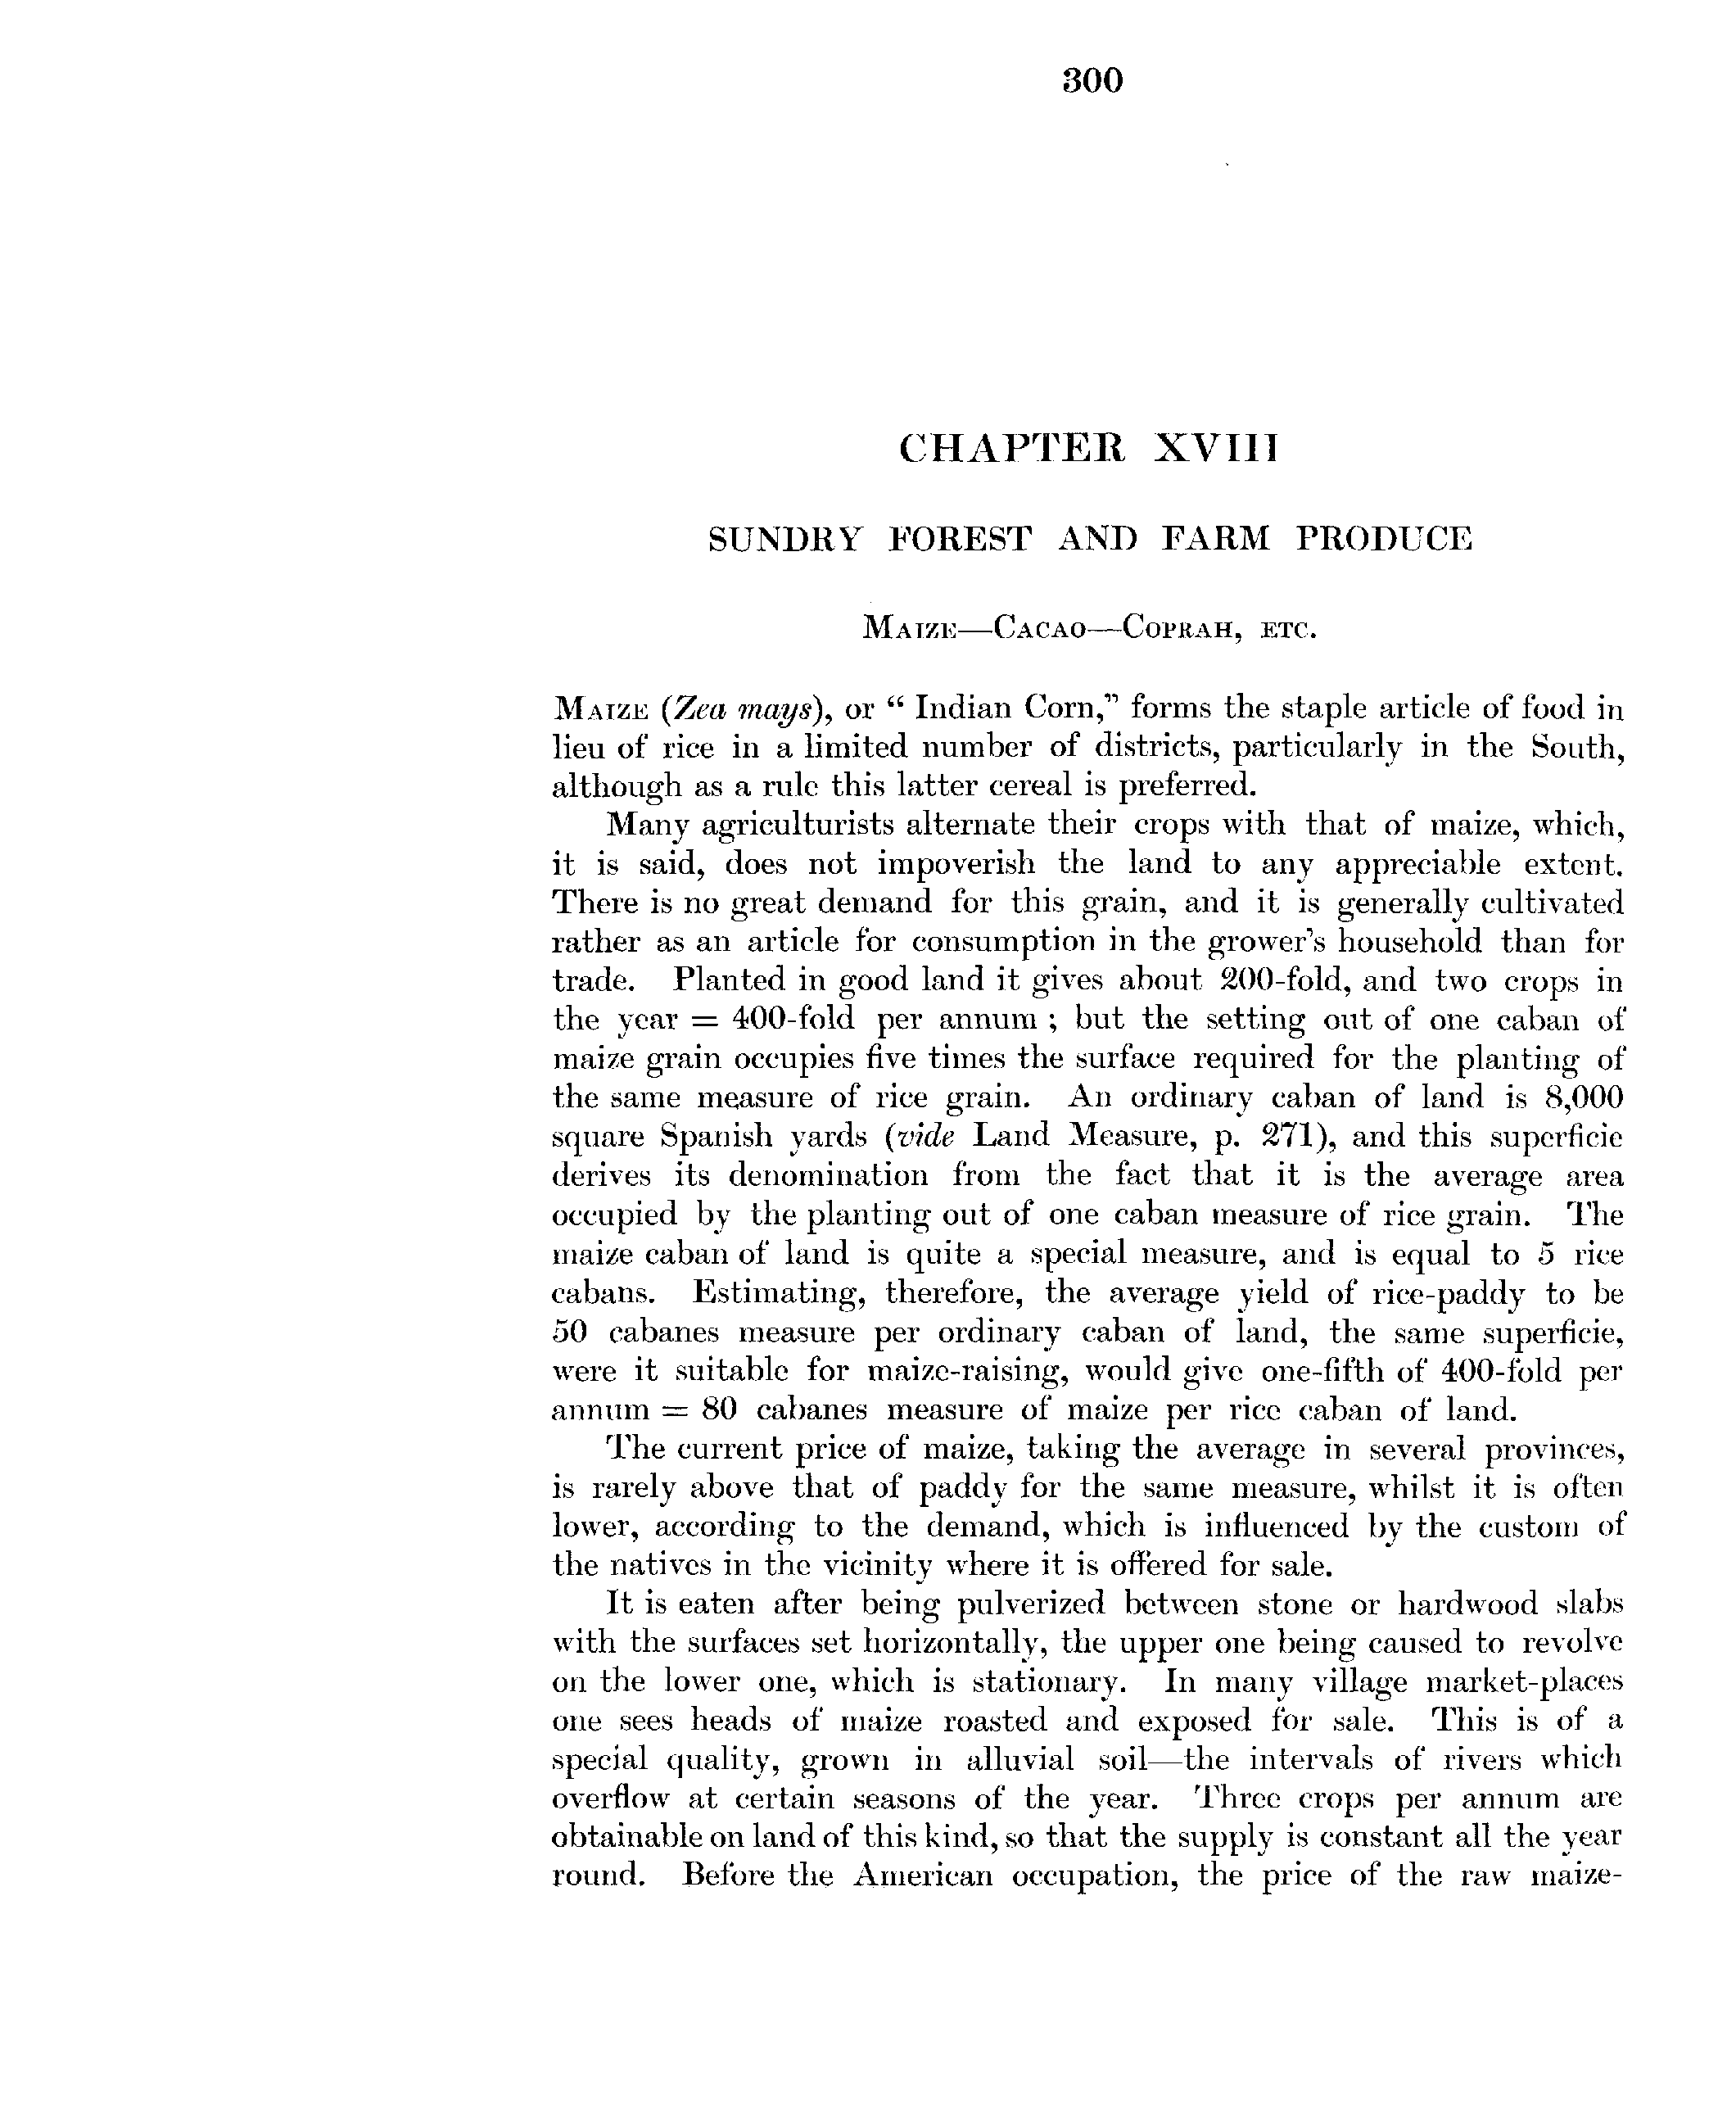 300
CHAPTER XVIII
SUNDRY FOREST AND FARM PRODUCE
MAIZE—CACAO—COPRAH, ETC.
MAIZE (Zea mays), or “ Indian Corn,” forms the staple article of food in
lieu of rice in a limited number of districts, particularly in the South,
although as a rule this latter cereal is preferred.
Many agriculturists alternate their crops with that of maize, which,
it is said, does not impoverish the land to any appreciable extent.
There is no great demand for this grain, and it is generally cultivated
rather as an article for consumption in the grower's household than for
trade. Planted in good land it gives about 200-fold, and two crops in
the year = 400-fold per annum ; but the setting out of one caban of
maize grain occupies five times the surface required for the planting of
the same measure of rice grain. An ordinary caban of land is 8,000
square Spanish yards (vide Land Measure, p. 271), and this superficie
derives its denomination from the fact that it is the average area
occupied by the planting out of one caban measure of rice grain. The
maize caban of land is quite a special measure, and is equal to 5 rice
cabans. Estimating, therefore, the average yield of rice-paddy to be
50 cabanes measure per ordinary caban of land, the same superficie,
were it suitable for maize-raising, would give one-fifth of 400-fold per
annum = 80 cabanes measure of maize per rice caban of land.
The current price of maize, taking the average in several provinces,
is rarely above that of paddy for the same measure, whilst it is often
lower, according to the demand, which is influenced by the custom of
the natives in the vicinity where it is offered for sale.
It is eaten after being pulverized between stone or hardwood slabs
with the surfaces set horizontally, the upper one being caused to revolve
on the lower one, which is stationary. In many village market-places
one sees heads of maize roasted and exposed for sale. This is of a
special quality, grown in alluvial soil—the intervals of rivers which
overflow at certain seasons of the year. Three crops per annum are
obtainable on land of this kind, so that the supply is constant all the year
round. Before the American occupation, the price of the raw maize-